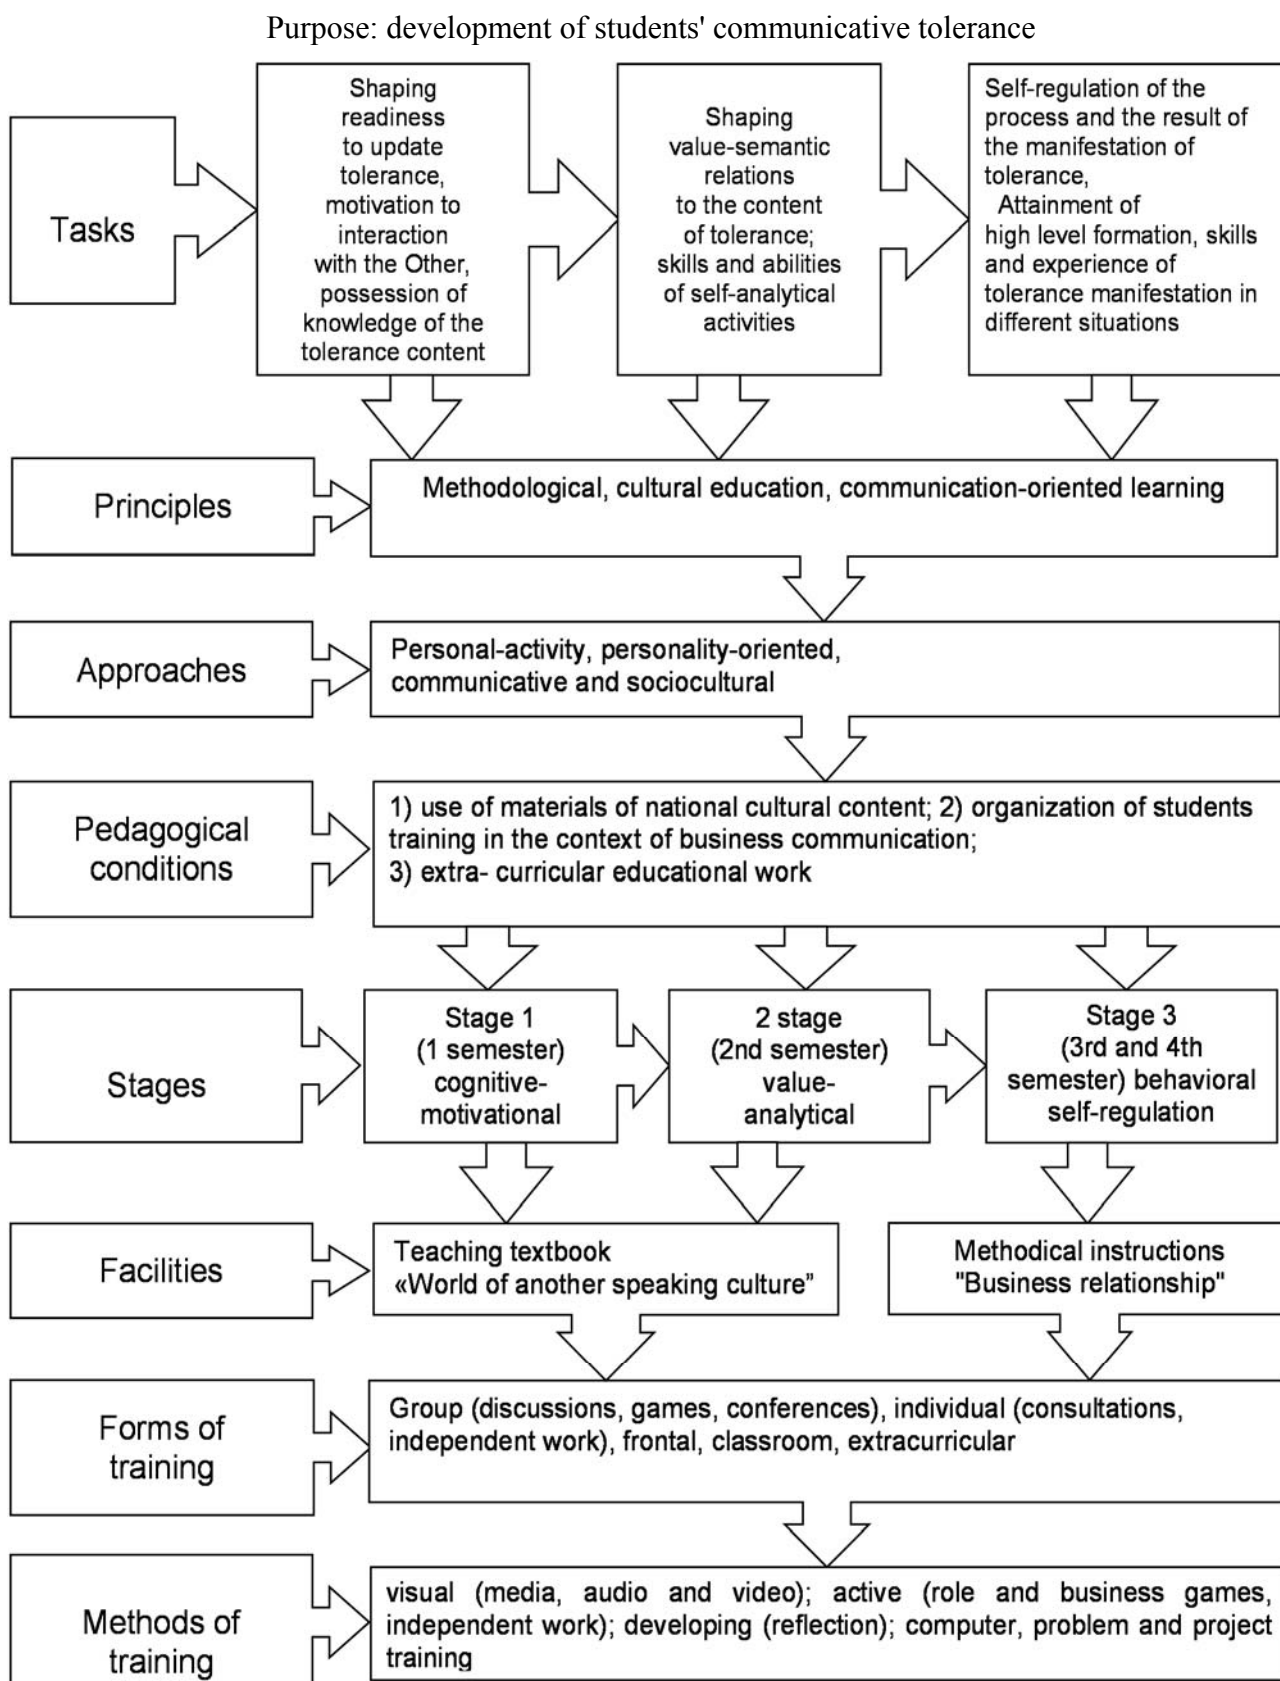 Purpose: development of students' communicative tolerance
Tasks
Shaping
readiness
to update
tolerance,
motivation to
interaction
with the Other,
possession of
knowledge of the
tolerance content
Shaping
value-semantic
relations
to the content
of tolerance;
skills and abilities
of self-analytical
activities
Self-regulation of the
process and the result of
the manifestation of
tolerance,
Attainment of
high level formation, skills
and experience of
tolerance manifestation in
different situations
Principles
Methodological, cultural education, communication-oriented learning
Approaches
Personal-activity, personality-oriented,
communicative and sociocultural
Pedagogical
conditions
1) use of materials of national cultural content; 2) organization of students
training in the context of business communication;
3) extra- curricular educational work
Stages
Stage 1
(1 semester)
cognitive-
motivational
2 stage
(2nd semester)
value-
analytical
Stage 3
(3rd and 4th
semester) behavioral
self-regulation
Facilities
Teaching textbook
«World of another speaking culture”
Methodical instructions
"Business relationship"
Forms of
training
Group (discussions, games, conferences), individual (consultations,
independent work), frontal, classroom, extracurricular
Methods of
training
visual (media, audio and video); active (role and business games,
independent work); developing (reflection); computer, problem and project
training